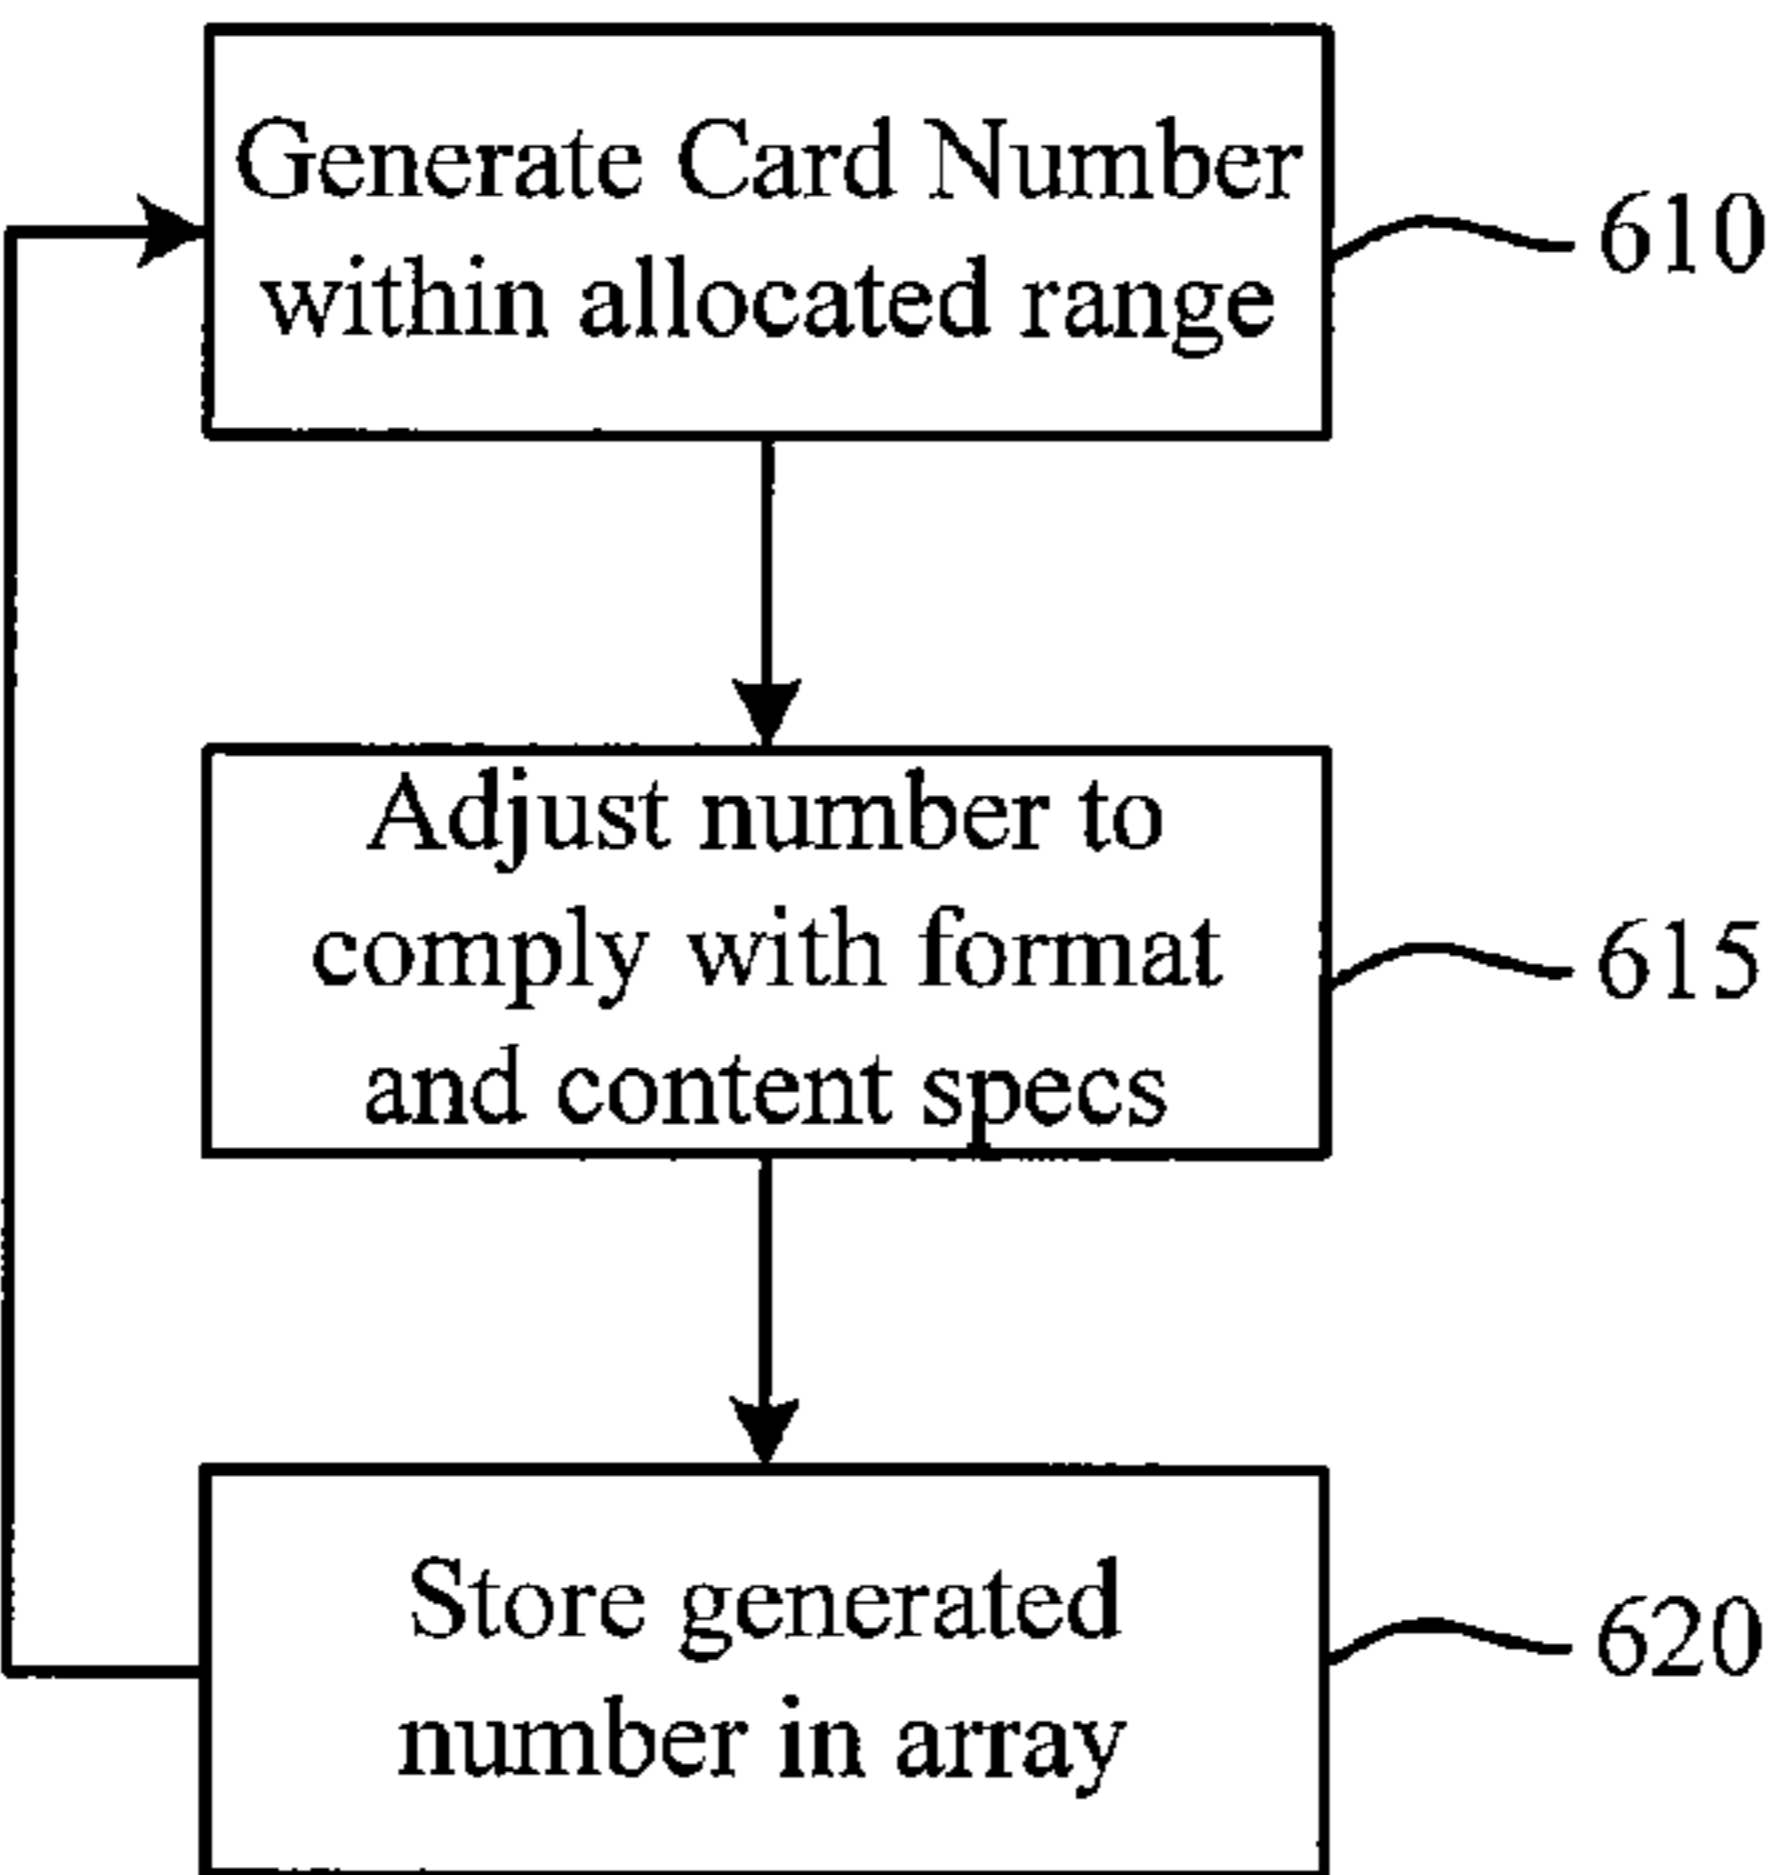 Generate Card Number
within allocated range
610
Adjust number to
comply with format
and content specs
615
Store generated
number in array
620